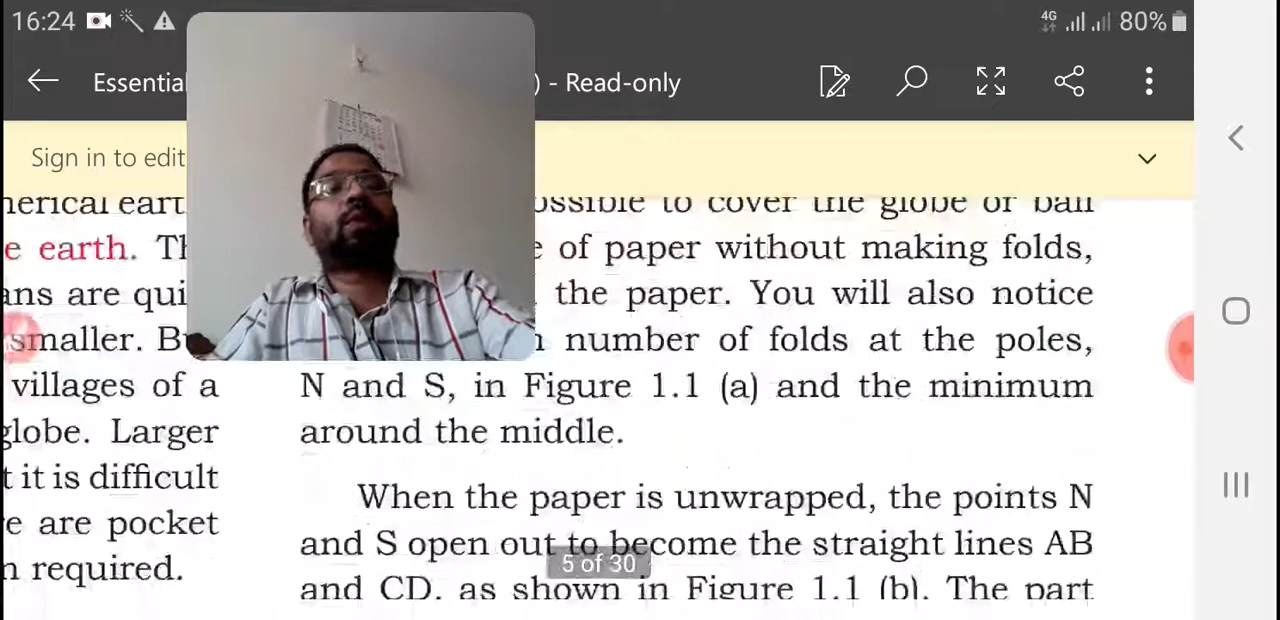 16:24
4G
80%
Essential
) - Read-only
Sign in to edit
e earth. Th
ans are qui
smaller. Bu
villages of a
globe. Larger
t it is difficult
e are pocket
n required.
to cover the globe or ball
e of paper without making folds,
the paper. You will also notice
number of folds at the poles,
N and S, in Figure 1.1 (a) and the minimum
around the middle.
When the paper is unwrapped, the points N
and S open out to become the straight lines AB
and CD, as shown in Figure 1.1 (b). The part
5 of 30